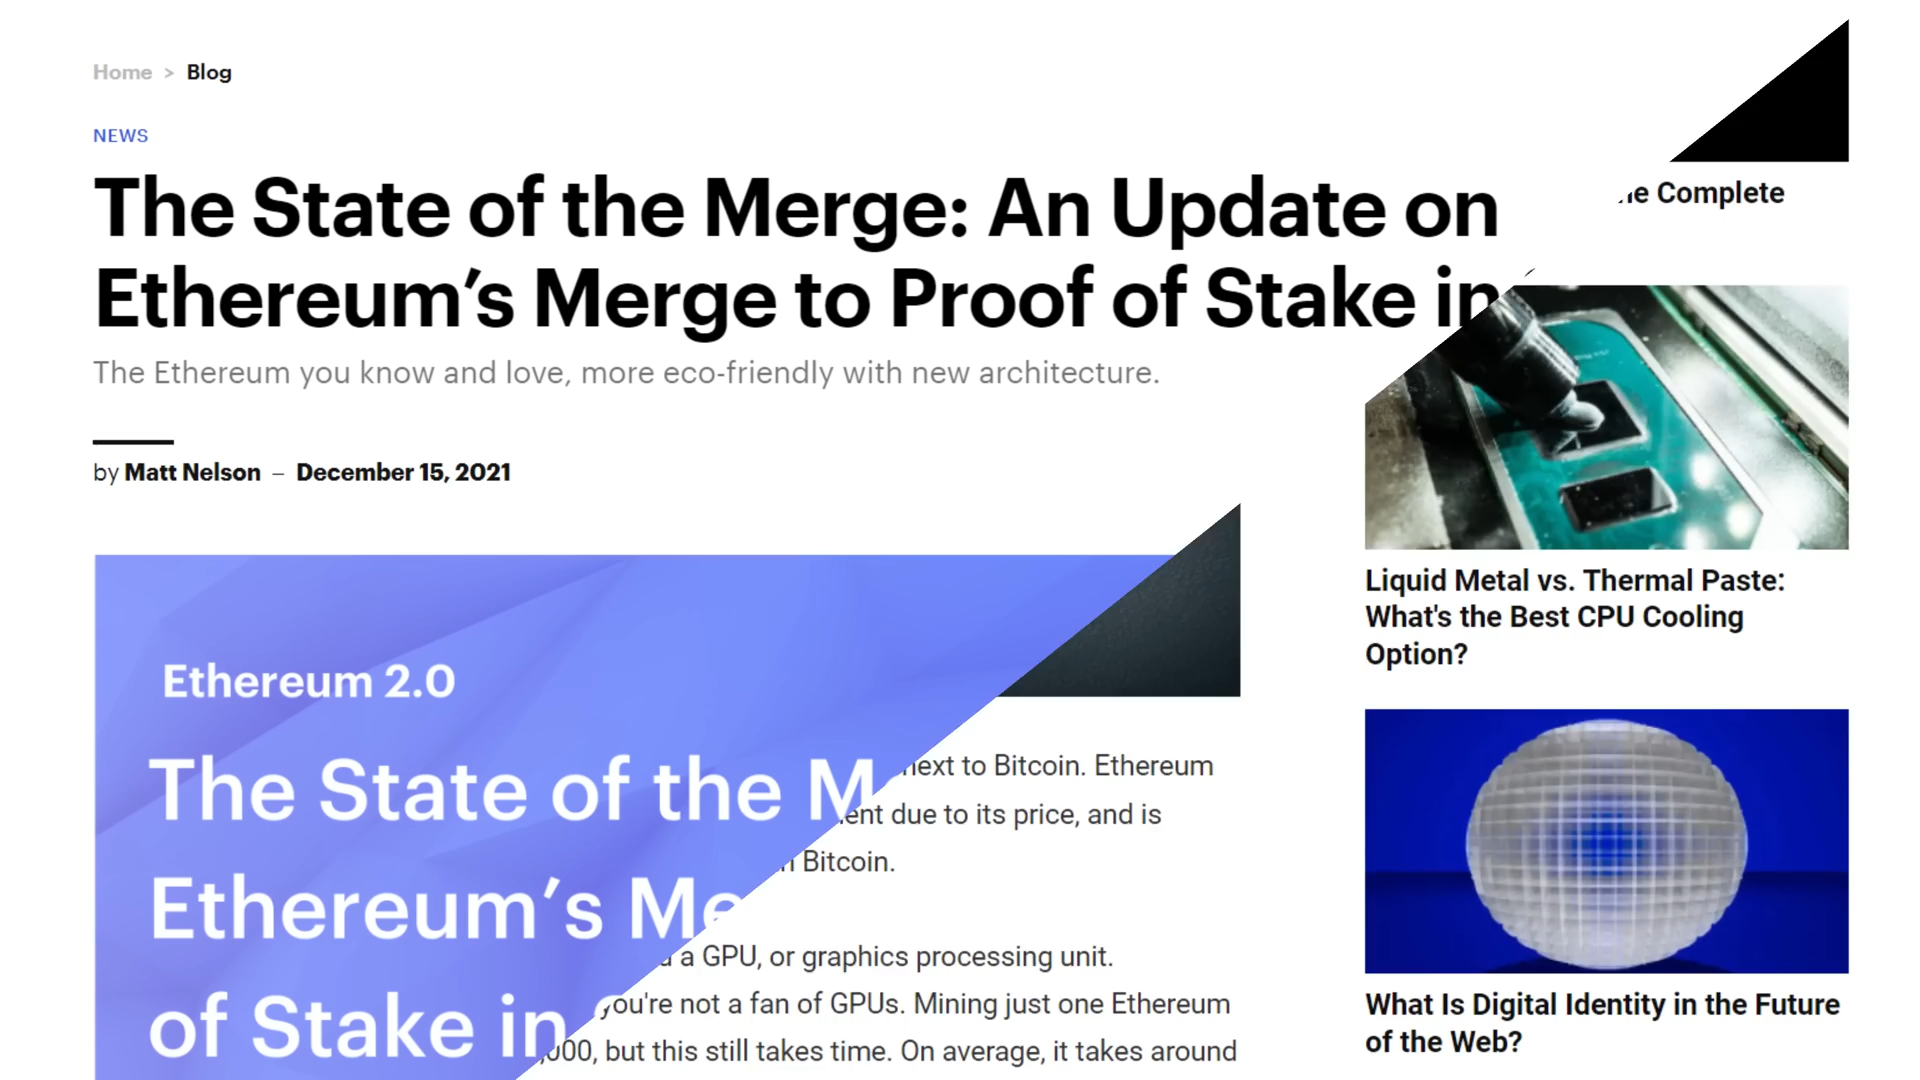 Home > Blog
NEWS
The State of the Merge: An Update on
Ethereum’s Merge to Proof of Stake in
The Ethereum you know and love, more eco-friendly with new architecture.
by Matt Nelson – December 15, 2021
Ethereum 2.0
The State of the M
Ethereum’s Me
of Stake in
next to Bitcoin. Ethereum
due to its price, and is
Bitcoin.
a GPU, or graphics processing unit.
you're not a fan of GPUs. Mining just one Ethereum
000, but this still takes time. On average, it takes around
Complete
Liquid Metal vs. Thermal Paste:
What's the Best CPU Cooling
Option?
What Is Digital Identity in the Future
of the Web?